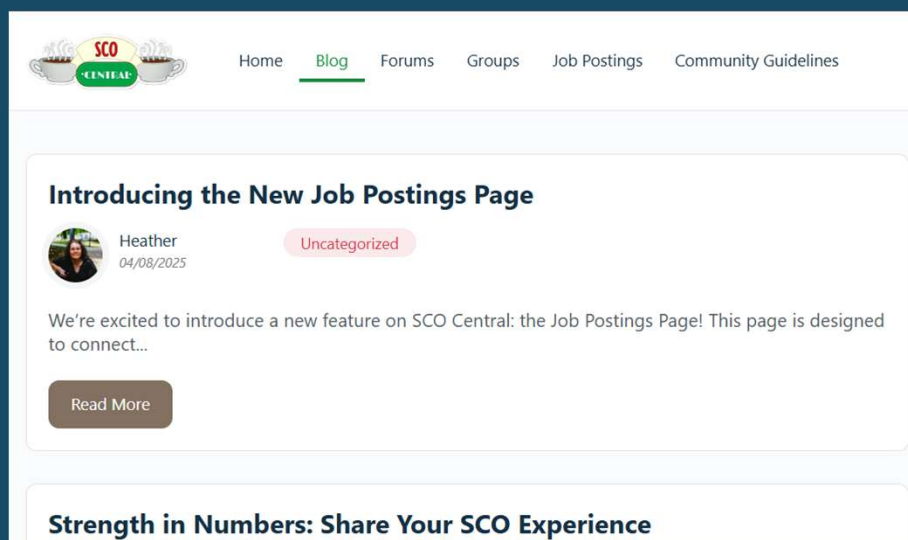 SCO
·CENTRAL·
Home Blog Forums Groups Job Postings Community Guidelines
Introducing the New Job Postings Page
Heather
Uncategorized
04/08/2025
We’re excited to introduce a new feature on SCO Central: the Job Postings Page! This page is designed
to connect...
Read More
Strength in Numbers: Share Your SCO Experience